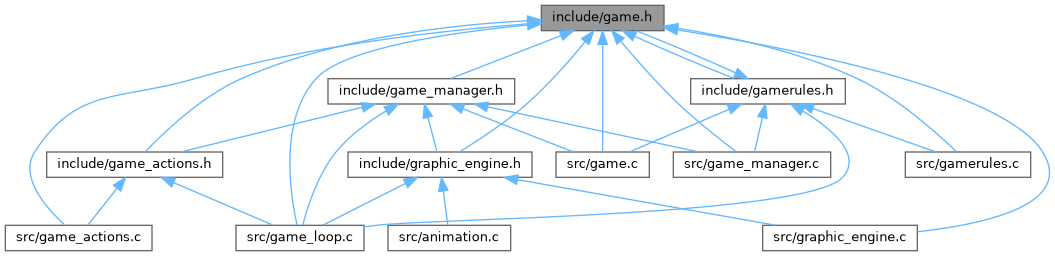 include/game.h
include/game_manager.h
include/gamerules.h
include/game_actions.h
include/graphic_engine.h
src/game.c
src/game_manager.c
src/gamerules.c
src/game_actions.c
src/game_loop.c
src/animation.c
src/graphic_engine.c